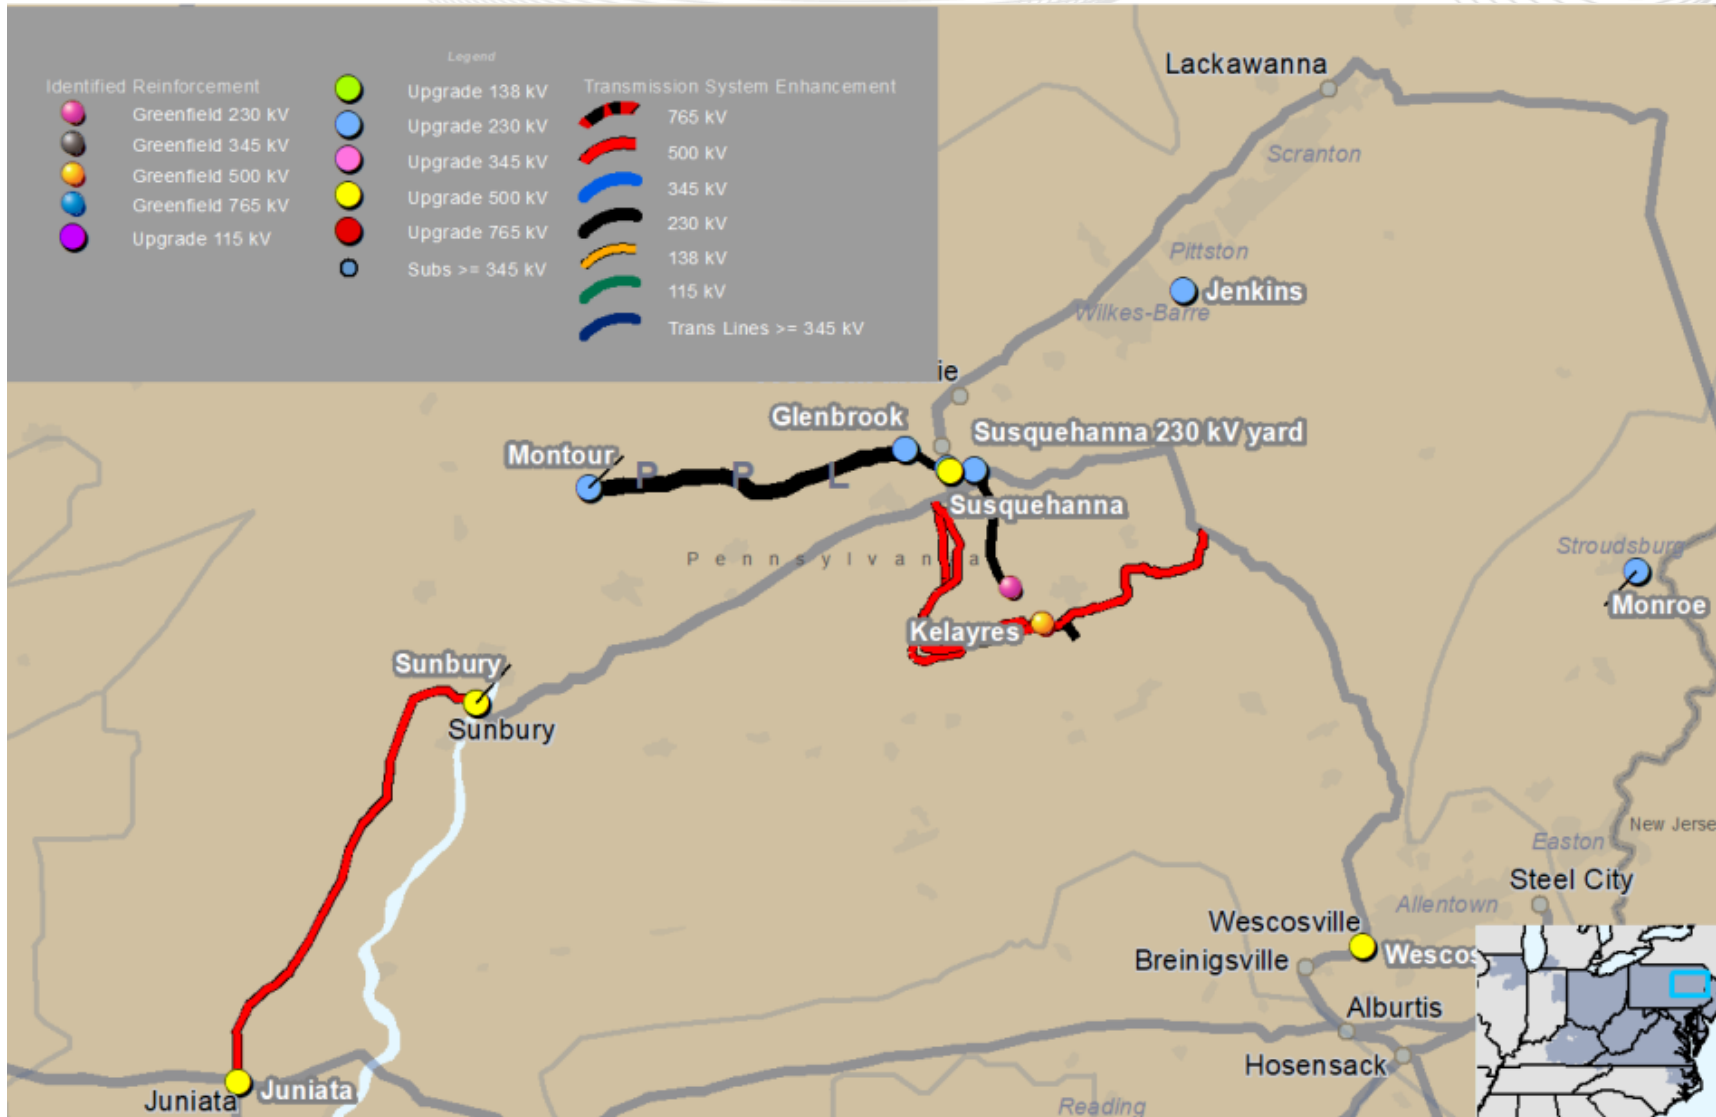 Legend
Identified Reinforcement
Greenfield 230 kV
Greenfield 345 kV
Greenfield 500 kV
Greenfield 765 kV
Upgrade 115 kV
Upgrade 138 kV
Upgrade 230 kV
Upgrade 345 kV
Upgrade 500 kV
Upgrade 765 kV
Subs >= 345 kV
Transmission System Enhancement
765 kV
500 kV
345 kV
230 kV
138 kV
115 kV
Trans Lines >= 345 kV
Lackawanna
Scranton
Pittston
Jenkins
Wilkes-Barre
ie
Glenbrook
Susquehanna 230 kV yard
Montour
P P L
Susquehanna
Pennsylvania
Stroudsburg
Monroe
Kelayres
Sunbury
Sunbury
New Jerse
Easton
Steel City
Allentown
Wescosville
Wescos
Breinigsville
Alburtis
Hosensack
Juniata
Juniata
Reading